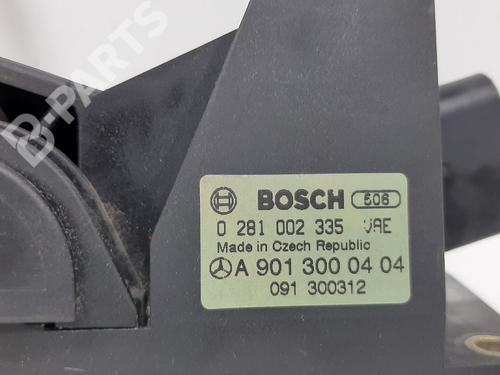 B-PARTS
BOSCH 506
0 281 002 335 VAE
Made in Czech Republic
A 901 300 04 04
091 300312